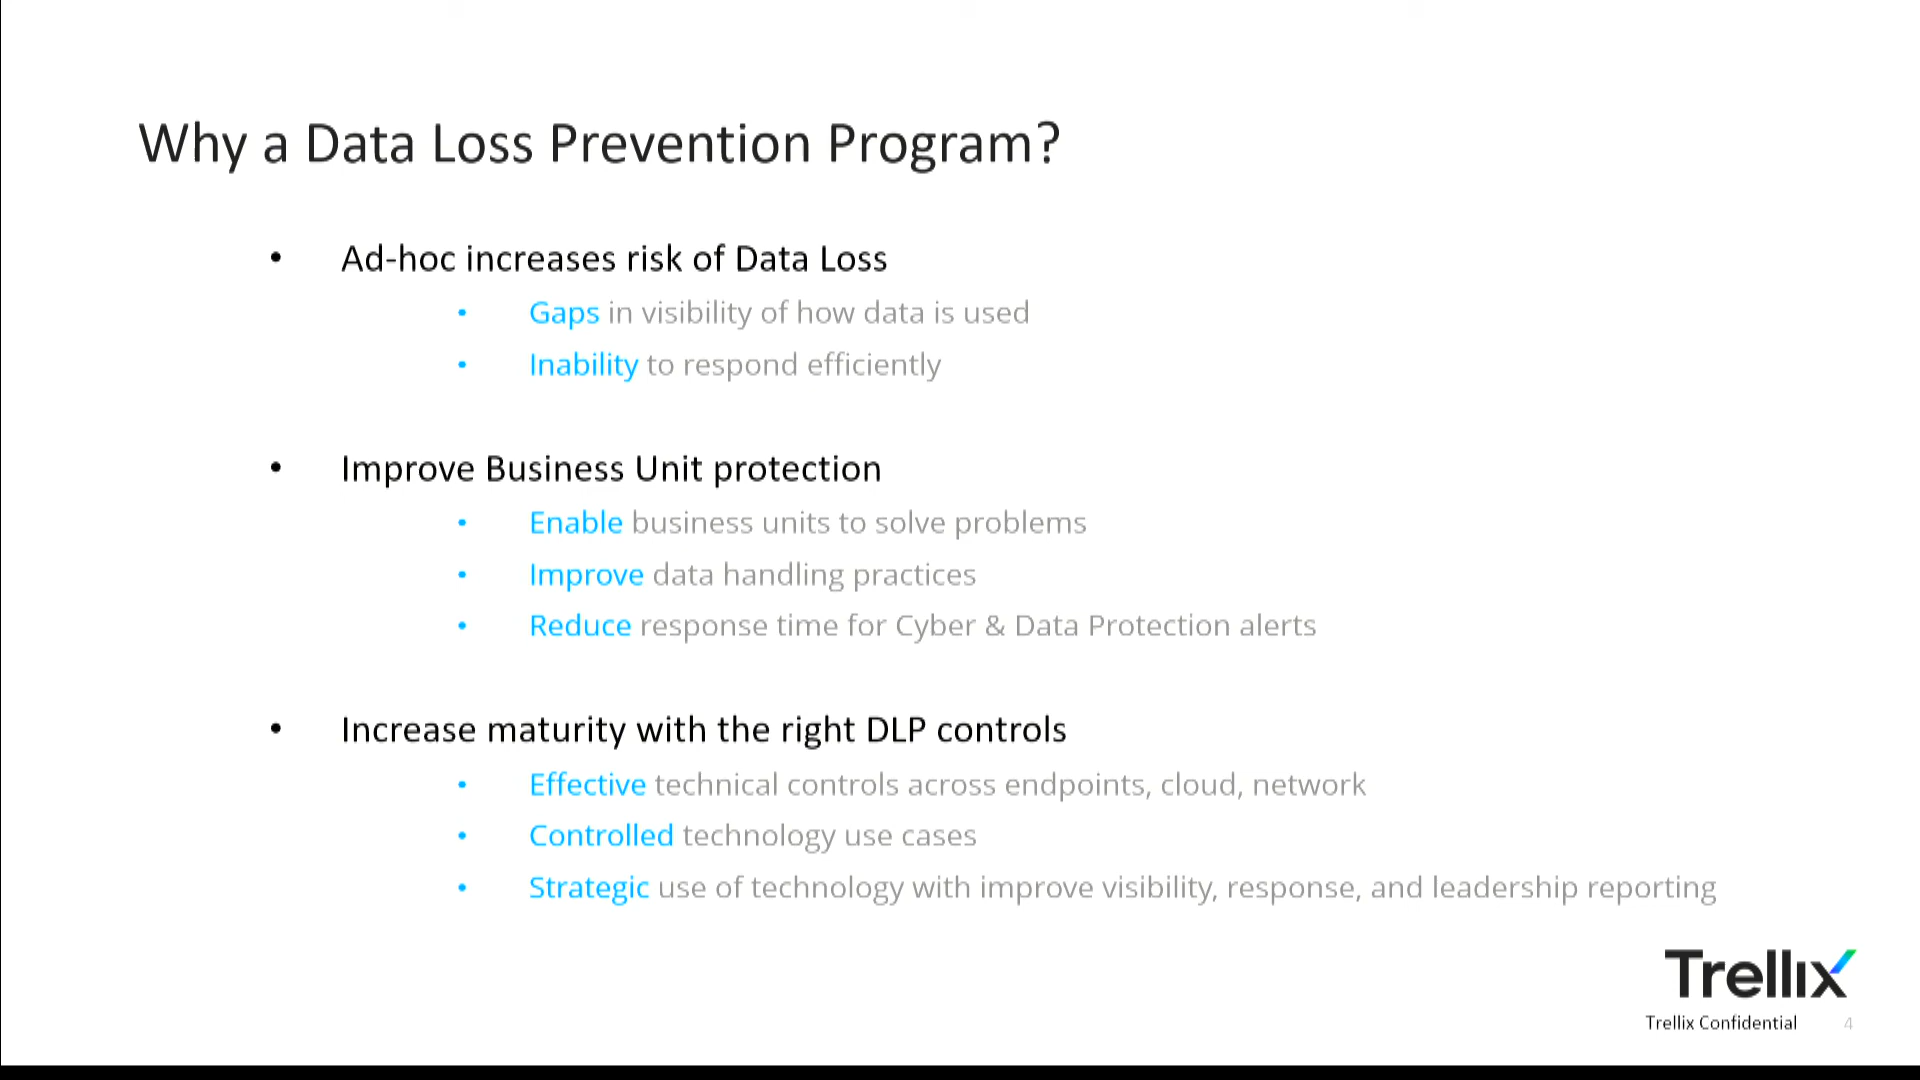 Why a Data Loss Prevention Program?
• Ad-hoc increases risk of Data Loss
• Gaps in visibility of how data is used
• Inability to respond efficiently
• Improve Business Unit protection
• Enable business units to solve problems
• Improve data handling practices
• Reduce response time for Cyber & Data Protection alerts
• Increase maturity with the right DLP controls
• Effective technical controls across endpoints, cloud, network
• Controlled technology use cases
• Strategic use of technology with improve visibility, response, and leadership reporting
Trellix
Trellix Confidential 4